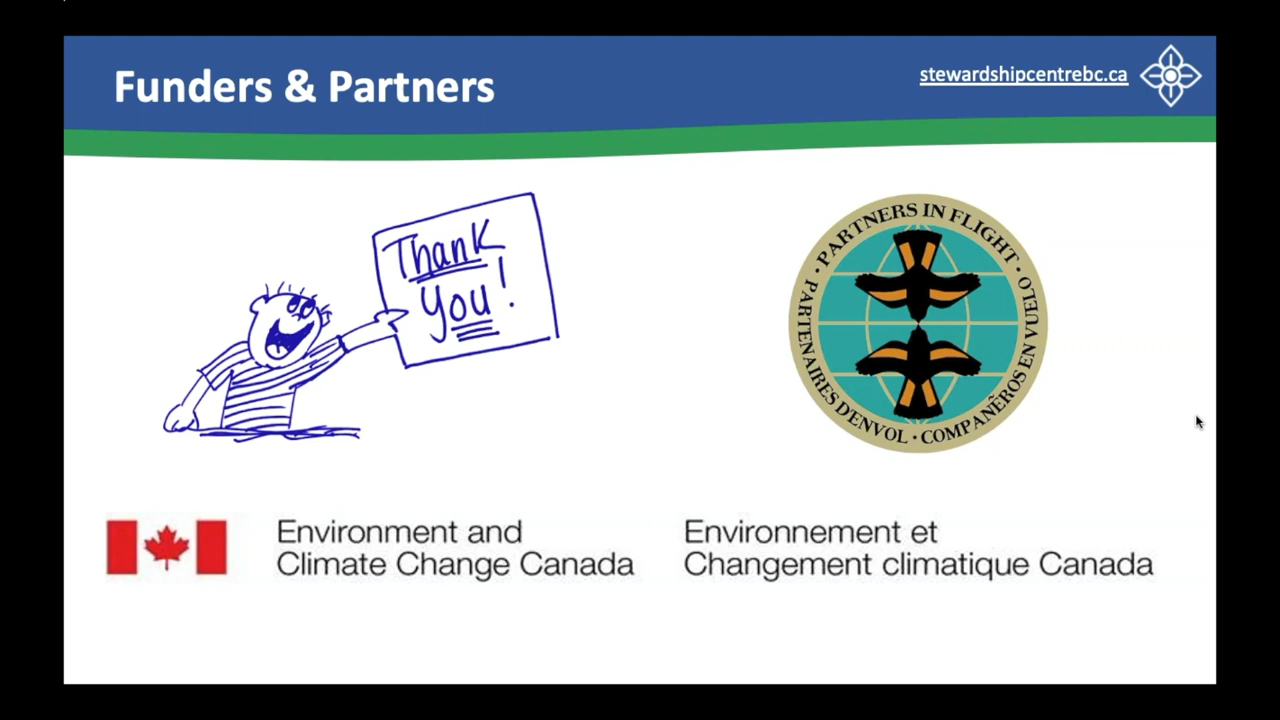 Funders & Partners
stewardshipcentrebc.ca
Thank
You!
· PARTNERS IN FLIGHT ·
PARTENAIRES D'ENVOL · COMPAÑEROS EN VUELO
Environment and
Climate Change Canada
Environnement et
Changement climatique Canada